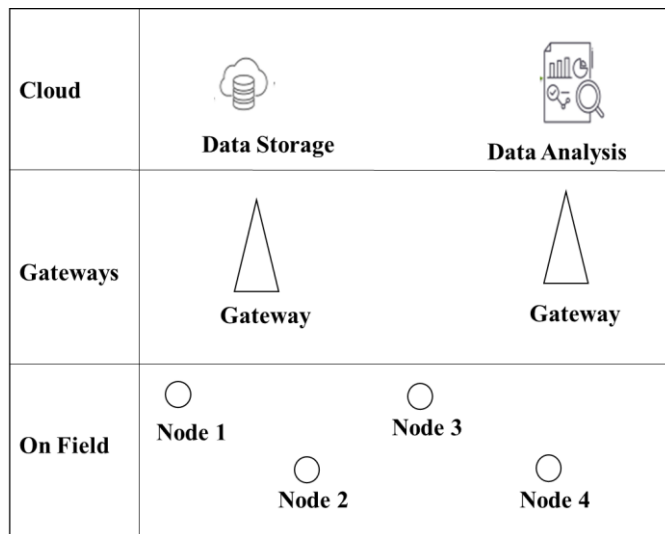 Cloud
Data Storage
Data Analysis
Gateways
Gateway
Gateway
On Field
Node 1
Node 3
Node 2
Node 4